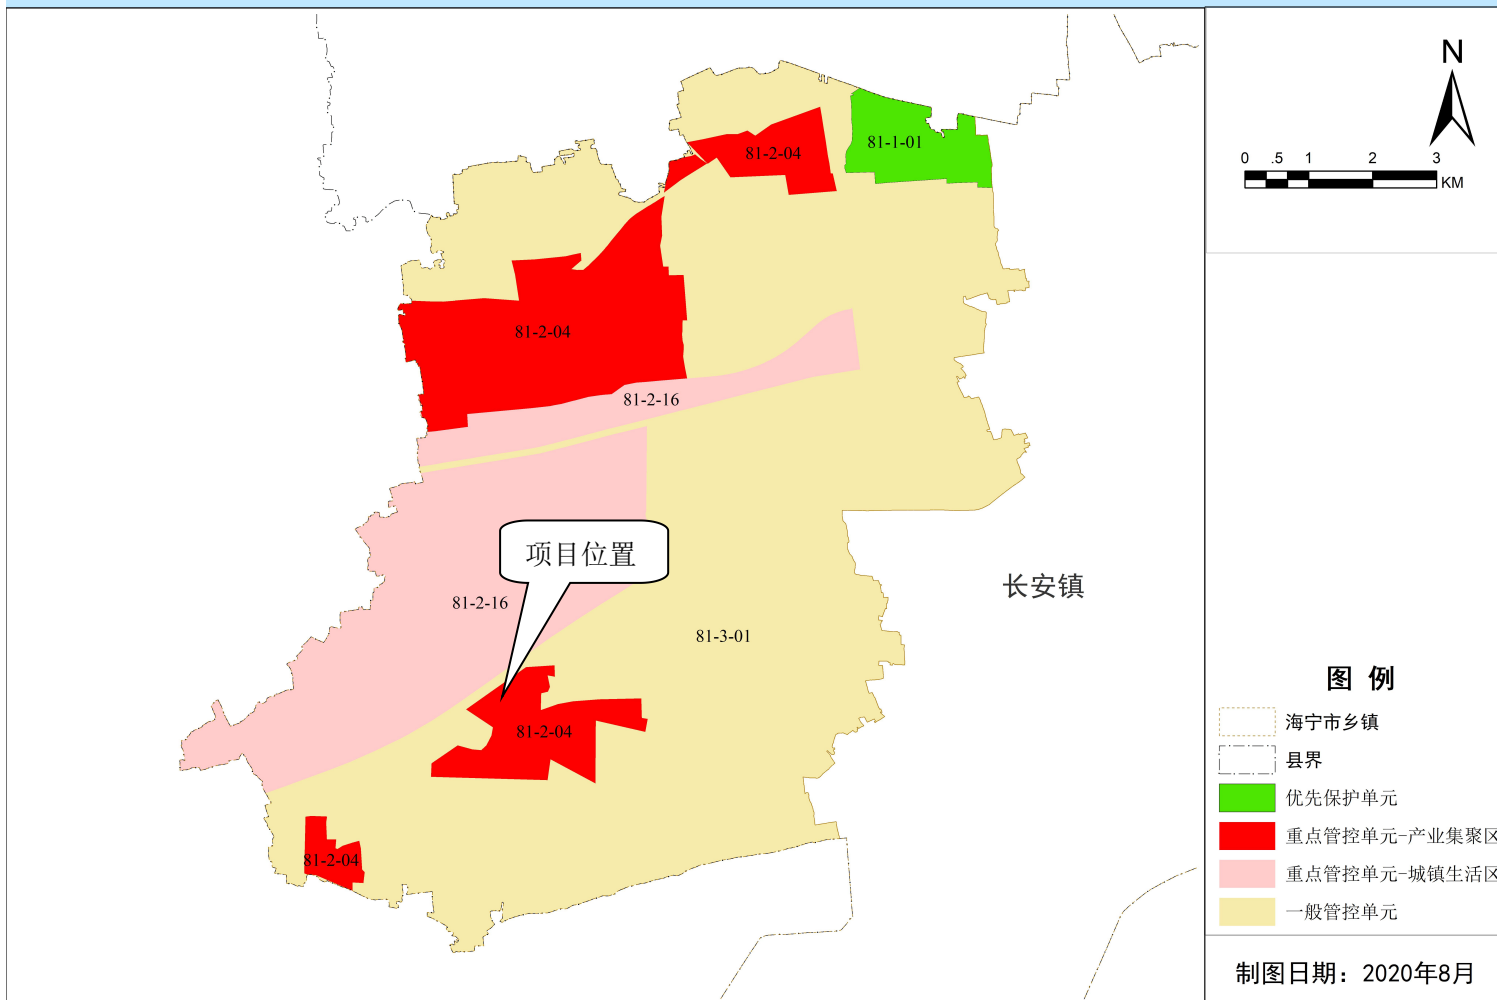 N
0 .5 1 2 3
KM
81-1-01
81-2-04
81-2-04
81-2-16
项目位置
81-2-16
长安镇
81-3-01
81-2-04
81-2-04
图 例
海宁市乡镇
县界
优先保护单元
重点管控单元-产业集聚区
重点管控单元-城镇生活区
一般管控单元
制图日期：2020年8月